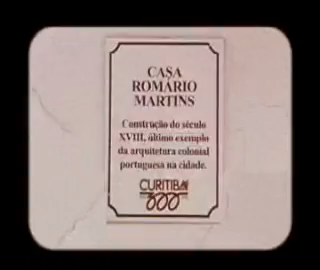 CASA
ROMÁRIO
MARTINS
Construção do século
XVIII, último exemplo
da arquitetura colonial
portuguesa na cidade.
CURITIBA
300